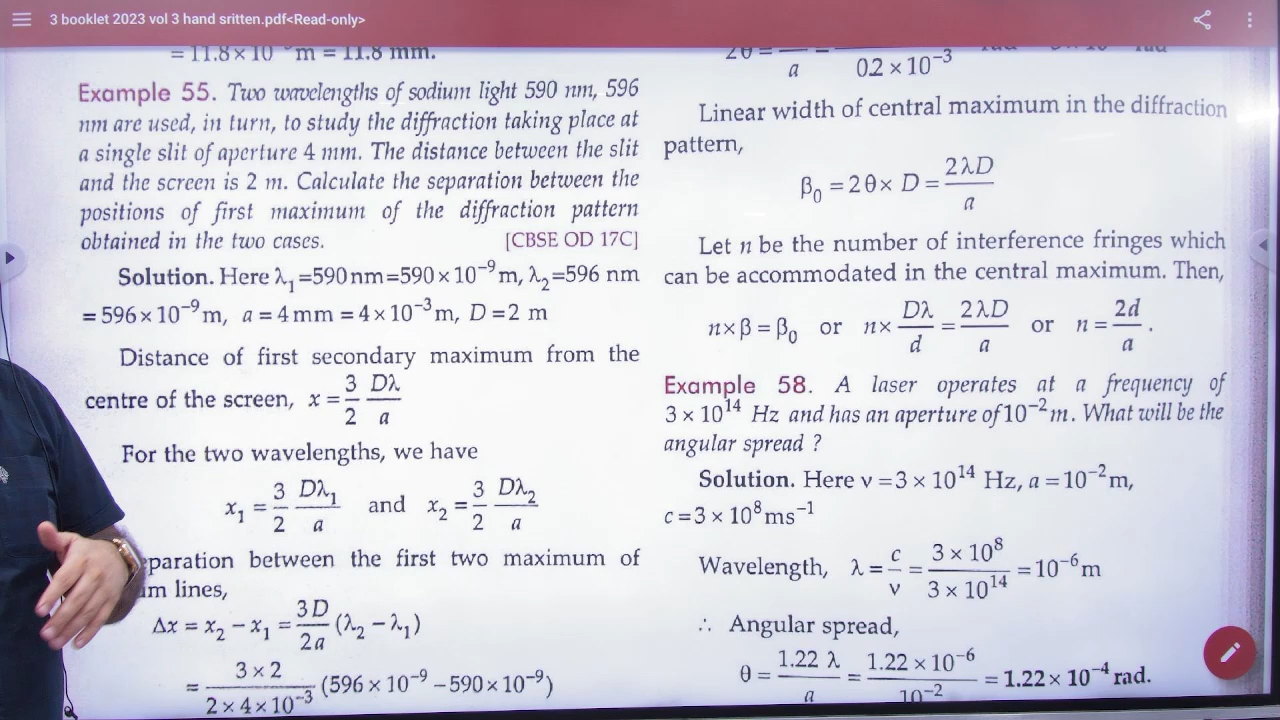 3 booklet 2023 vol 3 hand sritten.pdf<Read-only>
= 11.8 × 10 m = 11.8 mm.
Example 55. Two wavelengths of sodium light 590 nm, 596
nm are used, in turn, to study the diffraction taking place at
a single slit of aperture 4 mm. The distance between the slit
and the screen is 2 m. Calculate the separation between the
positions of first maximum of the diffraction pattern
obtained in the two cases. [CBSE OD 17C]
Solution. Here λ₁=590 nm=590 × 10⁻⁹ m, λ₂=596 nm
= 596 × 10⁻⁹ m, a = 4 mm = 4 × 10⁻³ m, D = 2 m
Distance of first secondary maximum from the
centre of the screen, x = 3/2 Dλ/a
For the two wavelengths, we have
x₁ = 3/2 Dλ₁/a and x₂ = 3/2 Dλ₂/a
paration between the first two maximum of
m lines,
Δx = x₂ − x₁ = 3D/2a (λ₂ − λ₁)
= 3 × 2 / 2 × 4 × 10⁻³ (596 × 10⁻⁹ − 590 × 10⁻⁹)
2θ = / a = / 0.2 × 10⁻³
Linear width of central maximum in the diffraction
pattern,
β₀ = 2θ × D = 2λD/a
Let n be the number of interference fringes which
can be accommodated in the central maximum. Then,
n × β = β₀ or n × Dλ/d = 2λD/a or n = 2d/a .
Example 58. A laser operates at a frequency of
3 × 10¹⁴ Hz and has an aperture of 10⁻² m. What will be the
angular spread ?
Solution. Here ν = 3 × 10¹⁴ Hz, a = 10⁻² m,
c = 3 × 10⁸ ms⁻¹
Wavelength, λ = c/ν = 3 × 10⁸ / 3 × 10¹⁴ = 10⁻⁶ m
∴ Angular spread,
θ = 1.22 λ/a = 1.22 × 10⁻⁶ / 10⁻² = 1.22 × 10⁻⁴ rad.